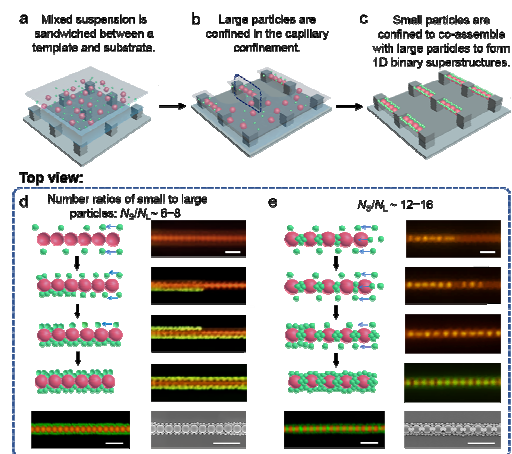 a
Mixed suspension is
sandwiched between a
template and substrate.
b
Large particles are
confined in the capillary
confinement.
c
Small particles are
confined to co-assemble
with large particles to form
1D binary superstructures.
Top view:
d
Number ratios of small to large
particles: NS/NL~ 6–8
e
NS/NL ~ 12–16